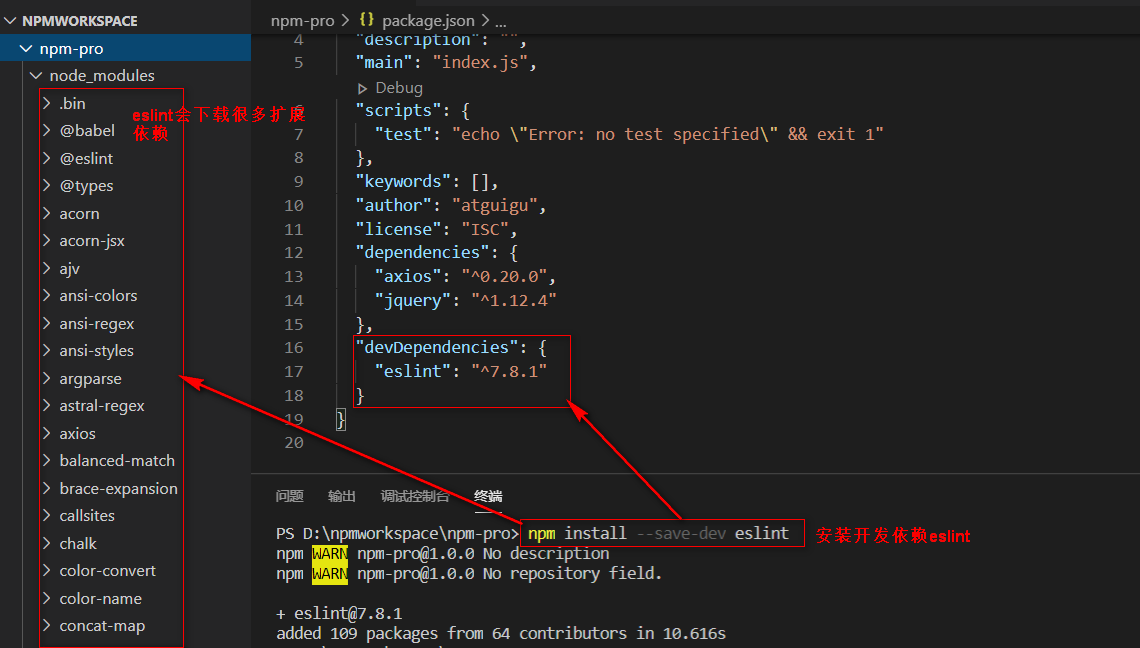 NPMWORKSPACE
npm-pro
node_modules
.bin
@babel
@eslint
@types
acorn
acorn-jsx
ajv
ansi-colors
ansi-regex
ansi-styles
argparse
astral-regex
axios
balanced-match
brace-expansion
callsites
chalk
color-convert
color-name
concat-map
eslint会下载很多扩展
依赖
npm-pro > {} package.json > ...
4 "description": "",
5 "main": "index.js",
Debug
6 "scripts": {
7 "test": "echo \"Error: no test specified\" && exit 1"
8 },
9 "keywords": [],
10 "author": "atguigu",
11 "license": "ISC",
12 "dependencies": {
13 "axios": "^0.20.0",
14 "jquery": "^1.12.4"
15 },
16 "devDependencies": {
17 "eslint": "^7.8.1"
18 }
19 }
20
问题 输出 调试控制台 终端
PS D:\npmworkspace\npm-pro> npm install --save-dev eslint 安装开发依赖eslint
npm WARN npm-pro@1.0.0 No description
npm WARN npm-pro@1.0.0 No repository field.
+ eslint@7.8.1
added 109 packages from 64 contributors in 10.616s